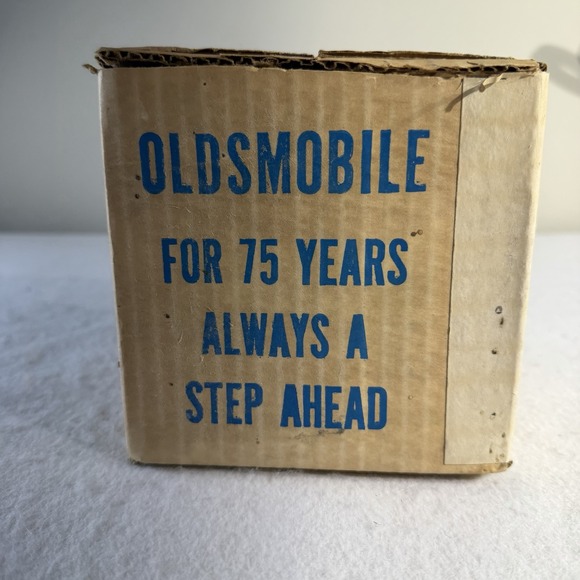 OLDSMOBILE
FOR 75 YEARS
ALWAYS A
STEP AHEAD